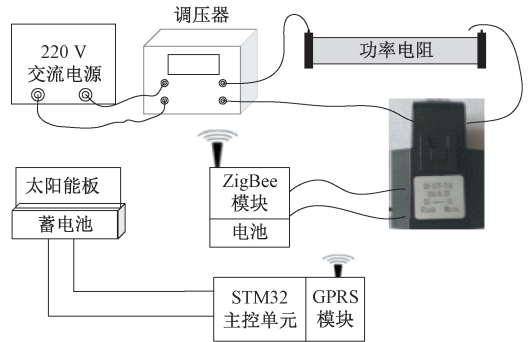 调压器
220 V
交流电源
功率电阻
太阳能板
蓄电池
ZigBee
模块
电池
STM32
主控单元
GPRS
模块